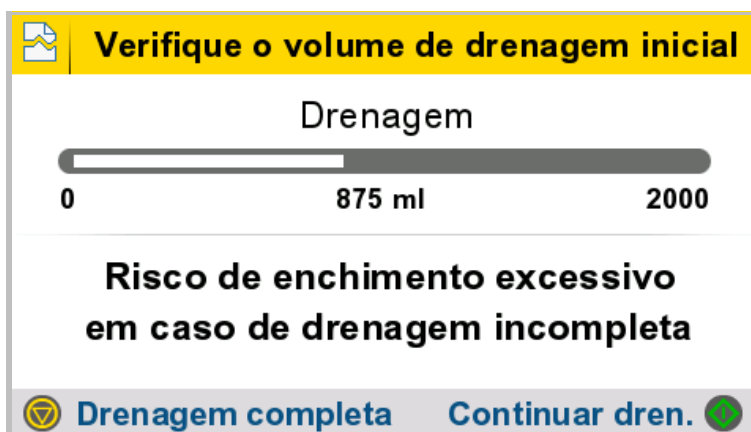 Verifique o volume de drenagem inicial
Drenagem
0 875 ml 2000
Risco de enchimento excessivo
em caso de drenagem incompleta
Drenagem completa Continuar dren.